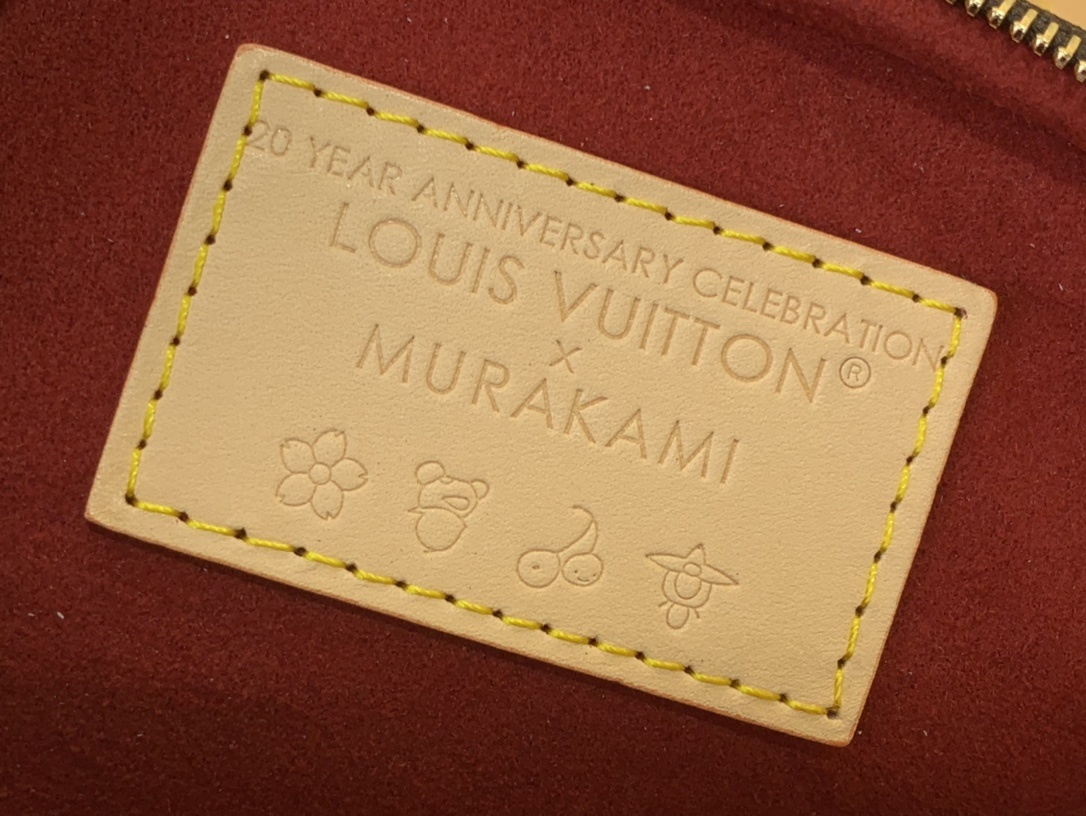 20 YEAR ANNIVERSARY CELEBRATION
LOUIS VUITTON®
X
MURAKAMI